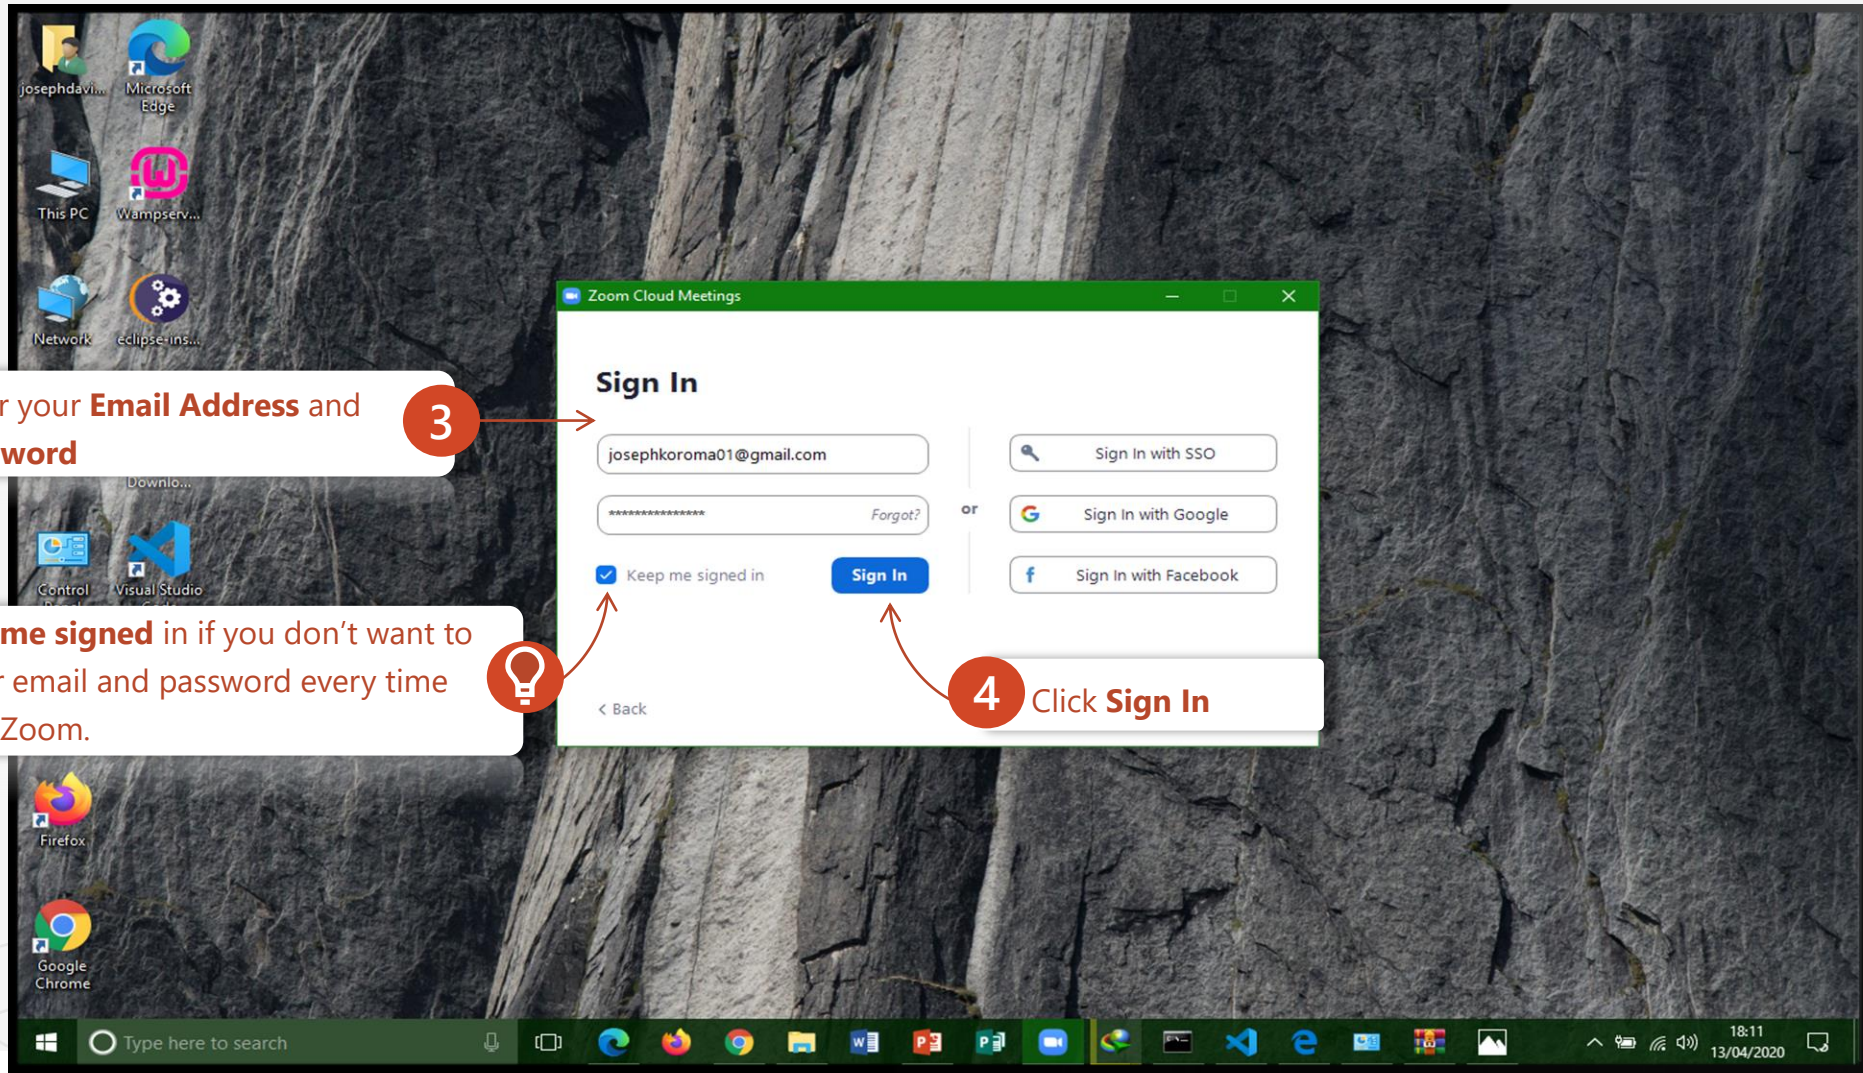 josephdavi...
Microsoft
Edge
This PC
Wampserv...
Network
eclipse-ins...
Zoom Cloud Meetings
Sign In
r your Email Address and
word
3
josephkoroma01@gmail.com
***************
Forgot?
Keep me signed in
Sign In
or
Sign In with SSO
Sign In with Google
Sign In with Facebook
Downlo...
Control
Visual Studio
me signed in if you don’t want to
r email and password every time
Zoom.
< Back
4
Click Sign In
Firefox
Google
Chrome
Type here to search
18:11
13/04/2020